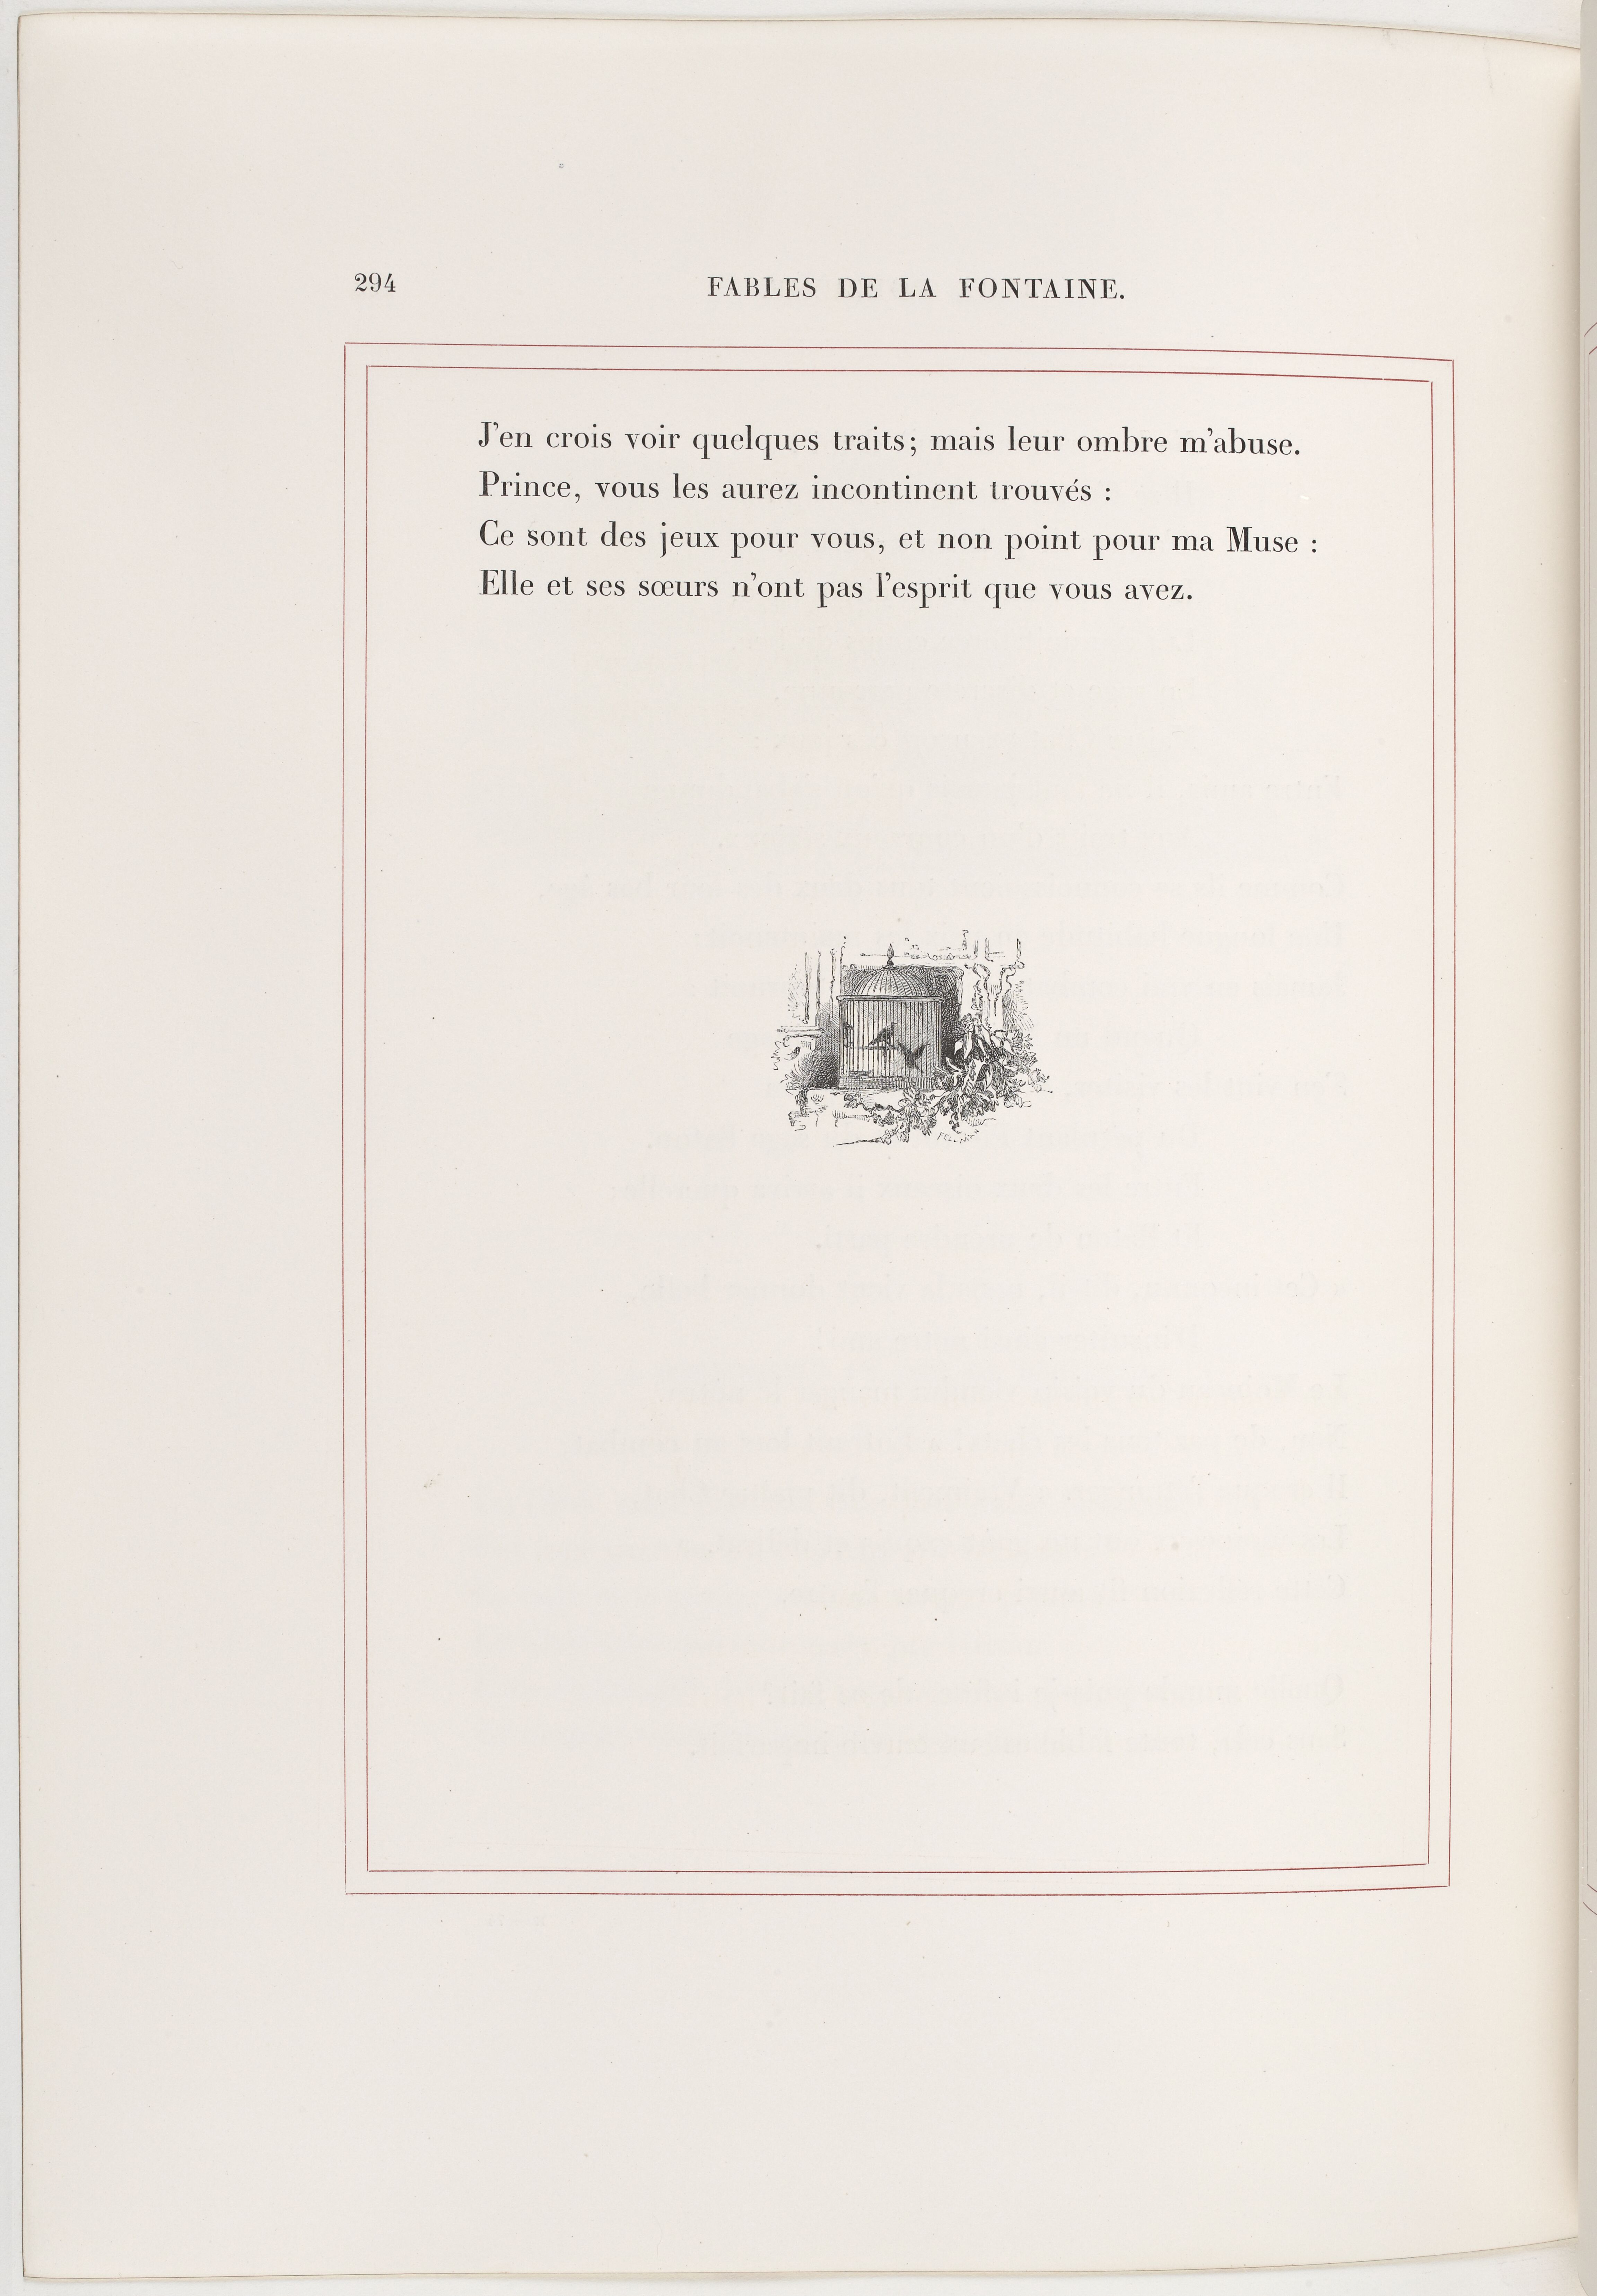 294
FABLES DE LA FONTAINE.
J'en crois voir quelques traits; mais leur ombre m'abuse.
Prince, vous les aurez incontinent trouvés :
Ce sont des jeux pour vous, et non point pour ma Muse :
Elle et ses sœurs n'ont pas l'esprit que vous avez.